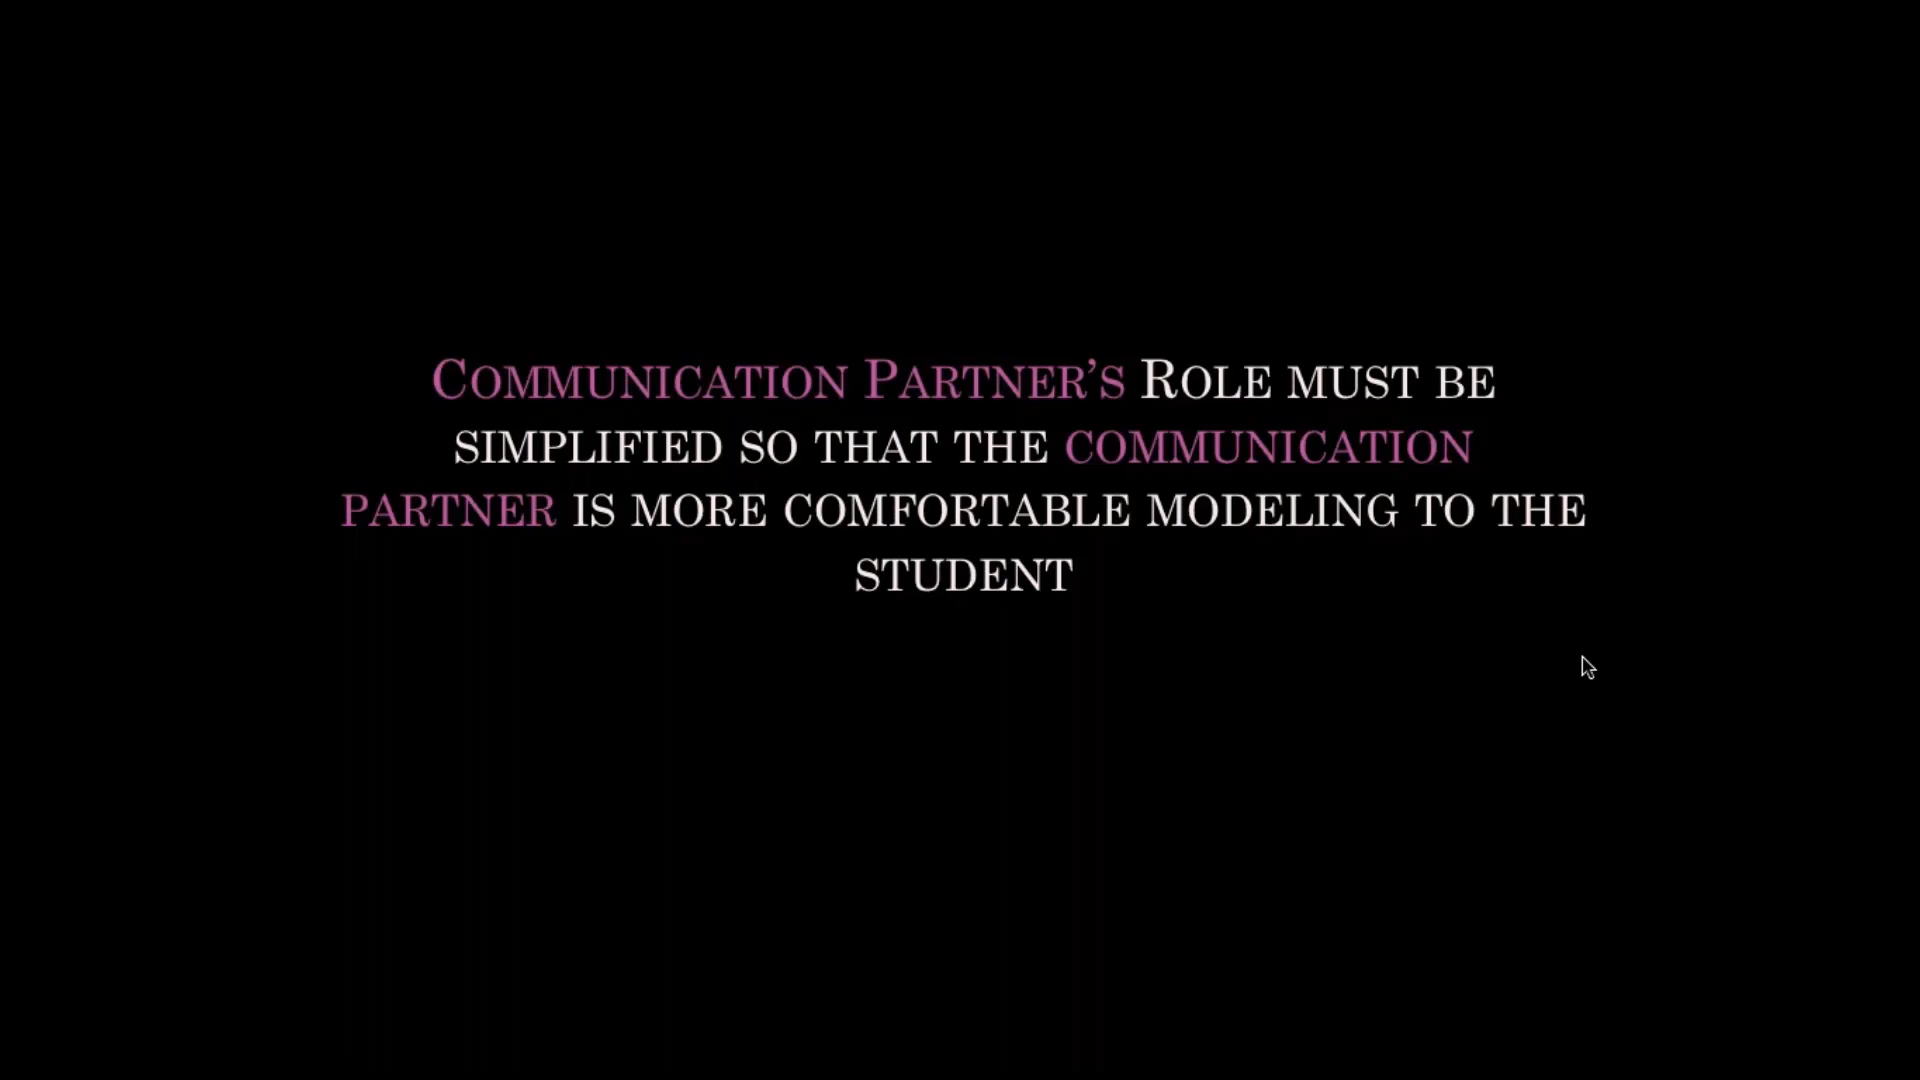 Communication Partner’s Role must be
simplified so that the communication
partner is more comfortable modeling to the
student